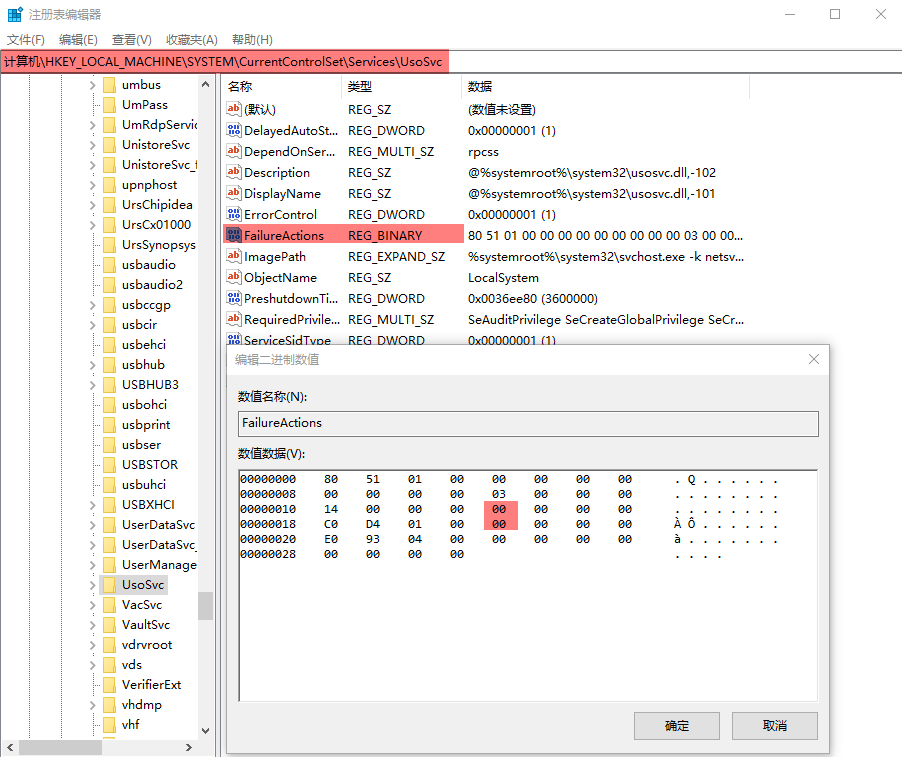 注册表编辑器
文件(F) 编辑(E) 查看(V) 收藏夹(A) 帮助(H)
计算机\HKEY_LOCAL_MACHINE\SYSTEM\CurrentControlSet\Services\UsoSvc
umbus
UmPass
UmRdpServic
UnistoreSvc
UnistoreSvc_
upnphost
UrsChipidea
UrsCx01000
UrsSynopsys
usbaudio
usbaudio2
usbccgp
usbcir
usbehci
usbhub
USBHUB3
usbohci
usbprint
usbser
USBSTOR
usbuhci
USBXHCI
UserDataSvc
UserDataSvc_
UserManage
UsoSvc
VacSvc
VaultSvc
vdrvroot
vds
VerifierExt
vhdmp
vhf
名称 类型 数据
(默认) REG_SZ (数值未设置)
DelayedAutoSt... REG_DWORD 0x00000001 (1)
DependOnSer... REG_MULTI_SZ rpcss
Description REG_SZ @%systemroot%\system32\usosvc.dll,-102
DisplayName REG_SZ @%systemroot%\system32\usosvc.dll,-101
ErrorControl REG_DWORD 0x00000001 (1)
FailureActions REG_BINARY 80 51 01 00 00 00 00 00 00 00 00 00 03 00 00...
ImagePath REG_EXPAND_SZ %systemroot%\system32\svchost.exe -k netsv...
ObjectName REG_SZ LocalSystem
PreshutdownTi... REG_DWORD 0x0036ee80 (3600000)
RequiredPrivile... REG_MULTI_SZ SeAuditPrivilege SeCreateGlobalPrivilege SeCr...
ServiceSidType REG_DWORD 0x00000001 (1)
编辑二进制数值
数值名称(N):
FailureActions
数值数据(V):
00000000 80 51 01 00 00 00 00 00 . Q . . . . . .
00000008 00 00 00 00 03 00 00 00 . . . . . . . .
00000010 14 00 00 00 00 00 00 00 . . . . . . . .
00000018 C0 D4 01 00 00 00 00 00 À Ô . . . . . .
00000020 E0 93 04 00 00 00 00 00 à . . . . . . .
00000028 00 00 00 00 . . . .
确定 取消